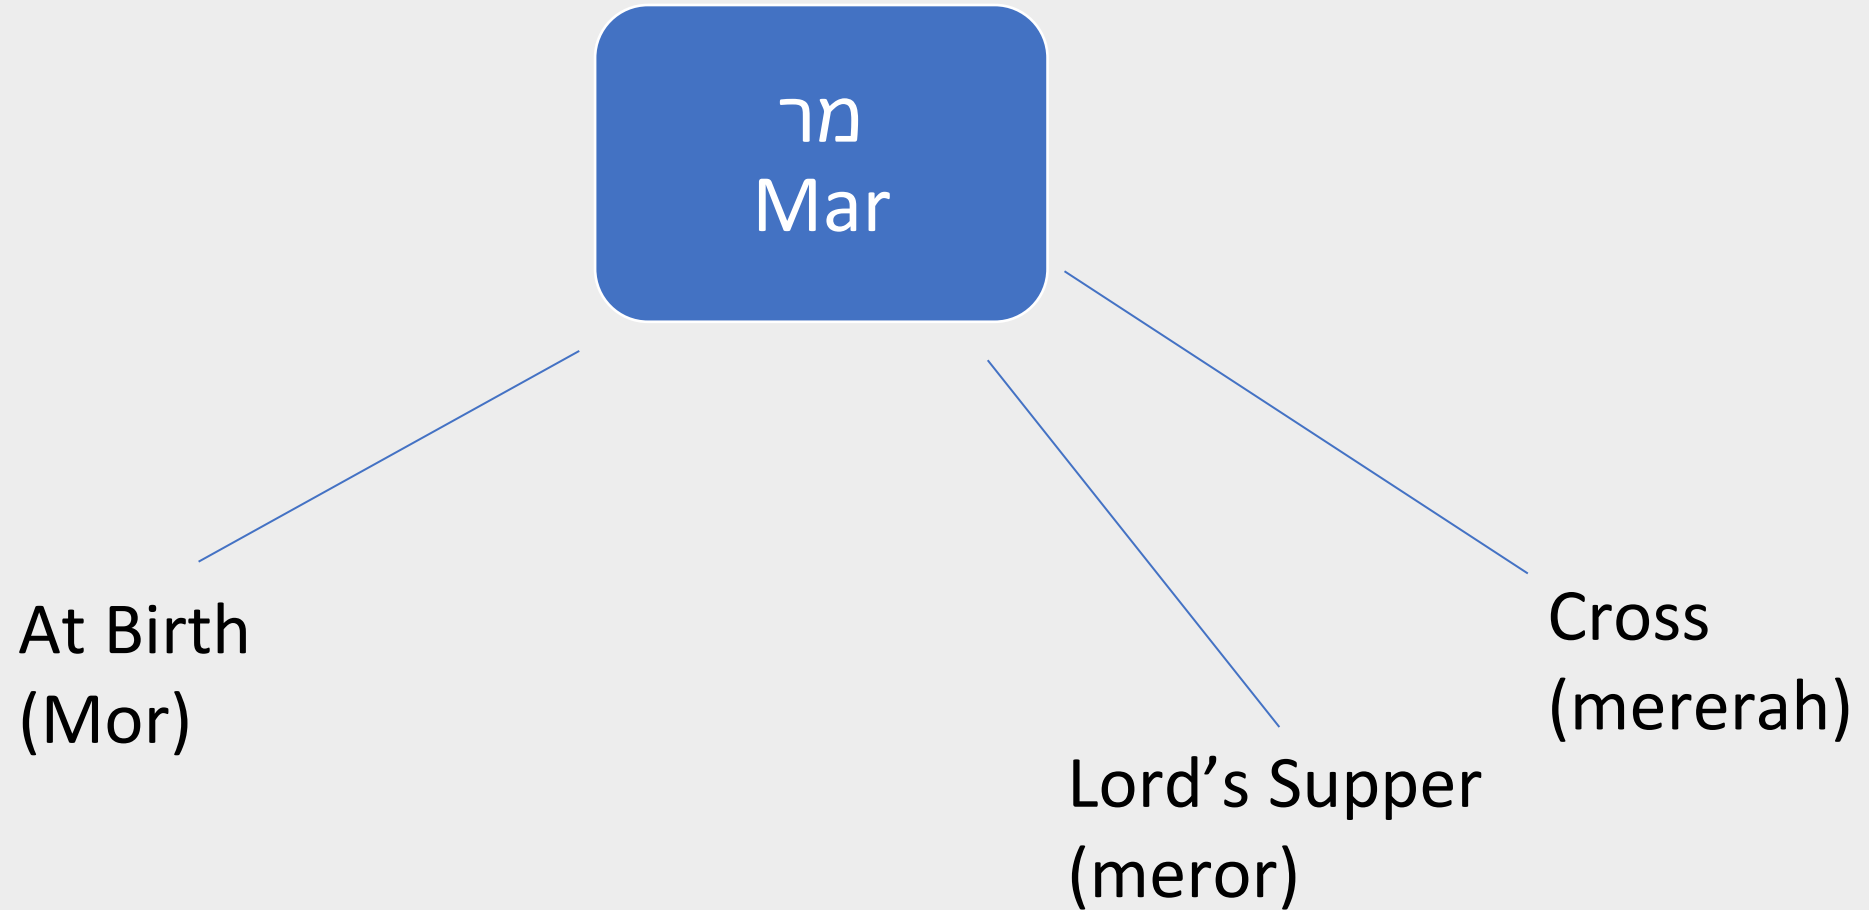 מר
Mar
At Birth
(Mor)
Lord’s Supper
(meror)
Cross
(mererah)